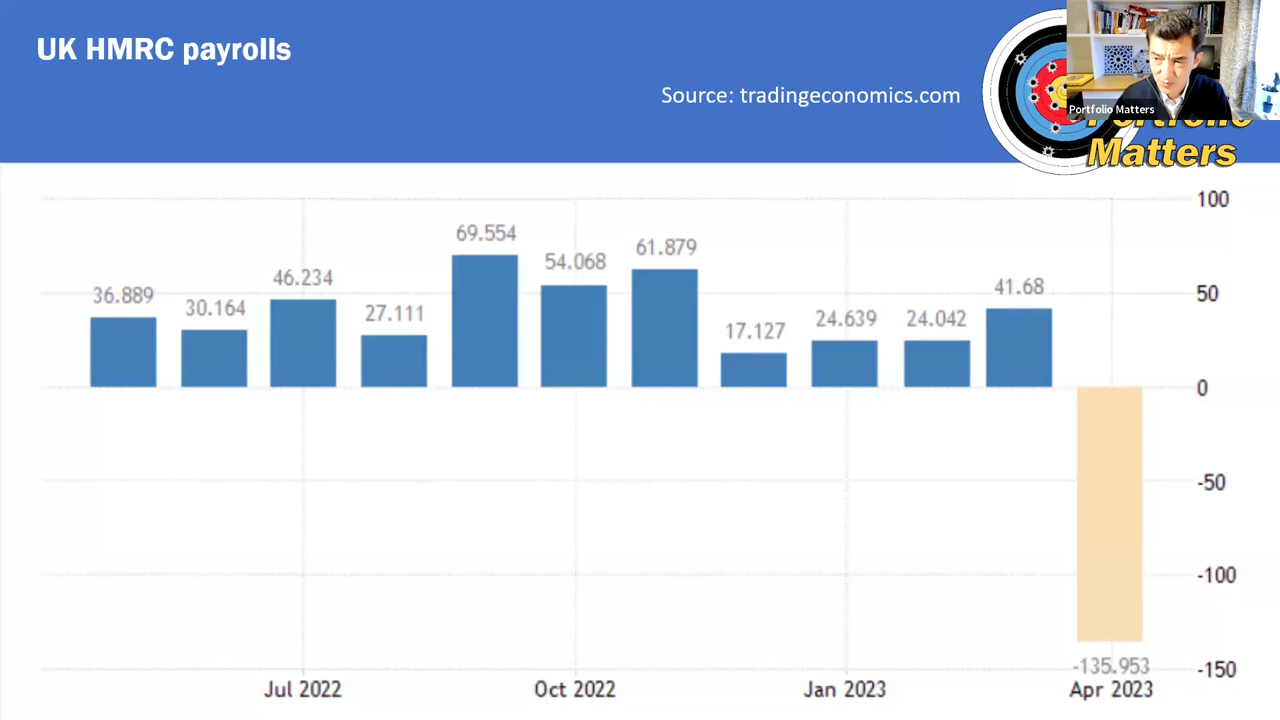 UK HMRC payrolls
Source: tradingeconomics.com
Portfolio Matters
Portfolio
Matters
100
50
0
-50
-100
-150
36.889
30.164
46.234
27.111
69.554
54.068
61.879
17.127
24.639
24.042
41.68
-135.953
Jul 2022
Oct 2022
Jan 2023
Apr 2023